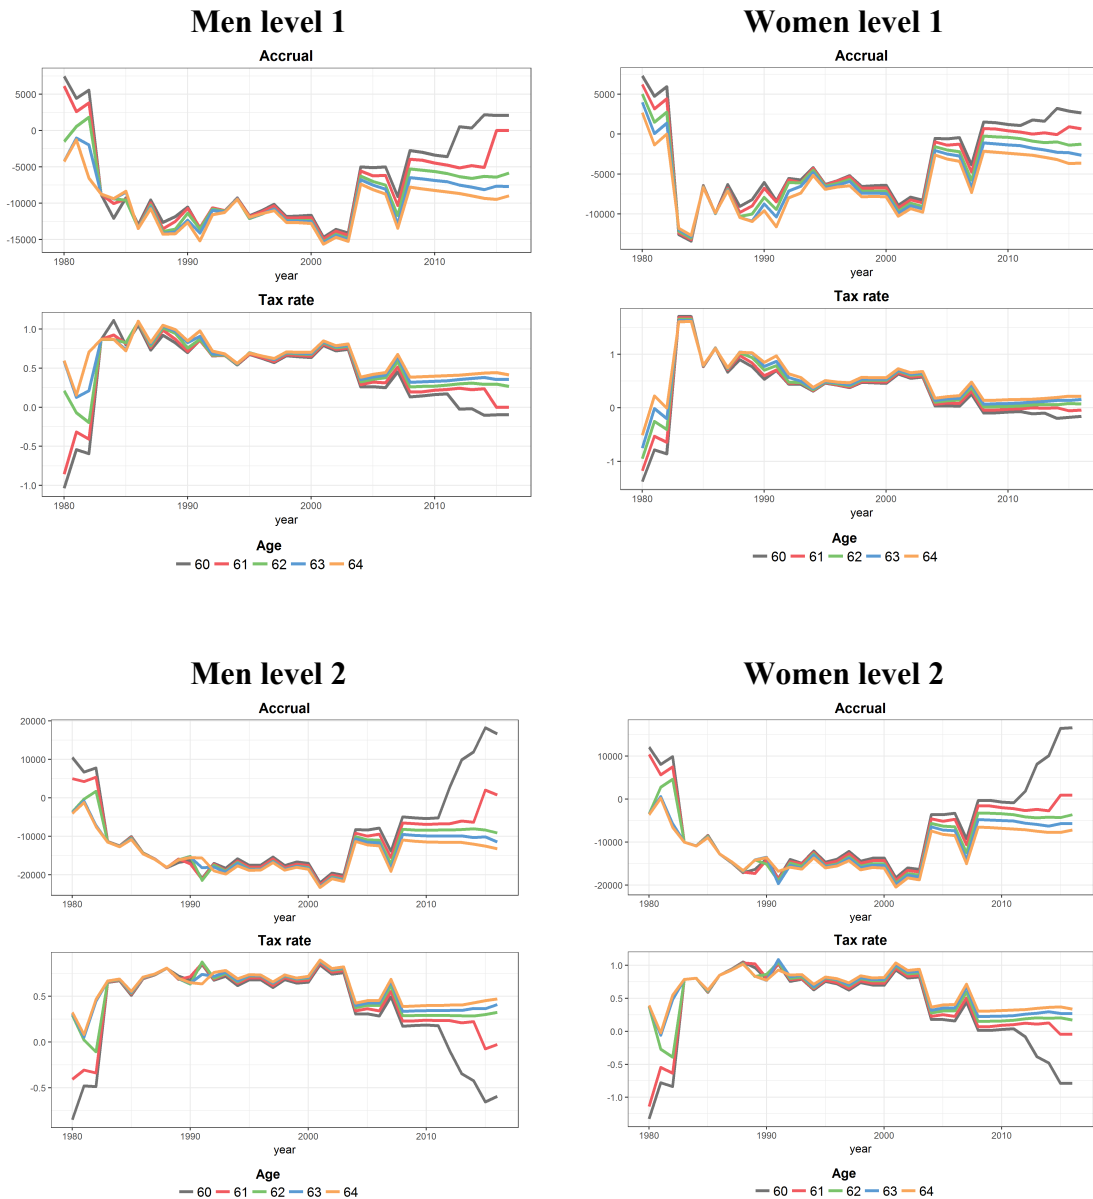 Men level 1
Accrual
5000
0
-5000
-10000
-15000
1980 1990 2000 2010
year
Tax rate
1.0
0.5
0.0
-0.5
-1.0
1980 1990 2000 2010
year
Age
60 61 62 63 64
Women level 1
Accrual
5000
0
-5000
-10000
1980 1990 2000 2010
year
Tax rate
1
0
-1
1980 1990 2000 2010
year
Age
60 61 62 63 64
Men level 2
Accrual
20000
10000
0
-10000
-20000
1980 1990 2000 2010
year
Tax rate
0.5
0.0
-0.5
1980 1990 2000 2010
year
Age
60 61 62 63 64
Women level 2
Accrual
10000
0
-10000
-20000
1980 1990 2000 2010
year
Tax rate
1.0
0.5
0.0
-0.5
-1.0
1980 1990 2000 2010
year
Age
60 61 62 63 64